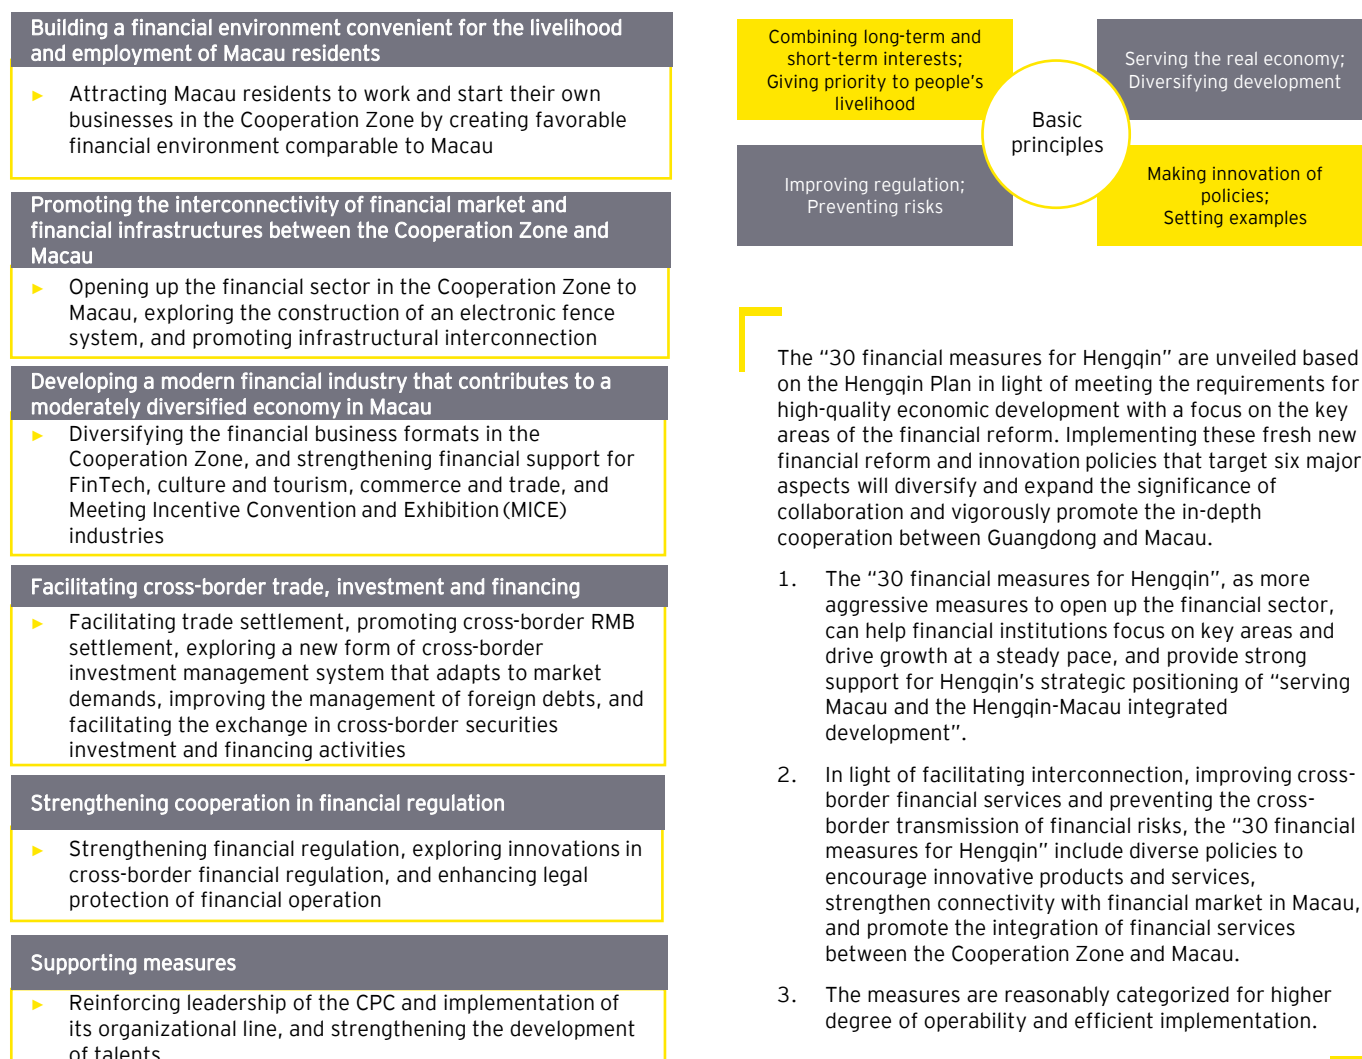 Building a financial environment convenient for the livelihood
and employment of Macau residents
► Attracting Macau residents to work and start their own
businesses in the Cooperation Zone by creating favorable
financial environment comparable to Macau
Promoting the interconnectivity of financial market and
financial infrastructures between the Cooperation Zone and
Macau
► Opening up the financial sector in the Cooperation Zone to
Macau, exploring the construction of an electronic fence
system, and promoting infrastructural interconnection
Developing a modern financial industry that contributes to a
moderately diversified economy in Macau
► Diversifying the financial business formats in the
Cooperation Zone, and strengthening financial support for
FinTech, culture and tourism, commerce and trade, and
Meeting Incentive Convention and Exhibition (MICE)
industries
Facilitating cross-border trade, investment and financing
► Facilitating trade settlement, promoting cross-border RMB
settlement, exploring a new form of cross-border
investment management system that adapts to market
demands, improving the management of foreign debts, and
facilitating the exchange in cross-border securities
investment and financing activities
Strengthening cooperation in financial regulation
► Strengthening financial regulation, exploring innovations in
cross-border financial regulation, and enhancing legal
protection of financial operation
Supporting measures
► Reinforcing leadership of the CPC and implementation of
its organizational line, and strengthening the development
of talents
Combining long-term and
short-term interests;
Giving priority to people's
livelihood
Serving the real economy;
Diversifying development
Basic
principles
Improving regulation;
Preventing risks
Making innovation of
policies;
Setting examples
The “30 financial measures for Hengqin” are unveiled based
on the Hengqin Plan in light of meeting the requirements for
high-quality economic development with a focus on the key
areas of the financial reform. Implementing these fresh new
financial reform and innovation policies that target six major
aspects will diversify and expand the significance of
collaboration and vigorously promote the in-depth
cooperation between Guangdong and Macau.
1. The “30 financial measures for Hengqin”, as more
aggressive measures to open up the financial sector,
can help financial institutions focus on key areas and
drive growth at a steady pace, and provide strong
support for Hengqin’s strategic positioning of “serving
Macau and the Hengqin-Macau integrated
development”.
2. In light of facilitating interconnection, improving cross-
border financial services and preventing the cross-
border transmission of financial risks, the “30 financial
measures for Hengqin” include diverse policies to
encourage innovative products and services,
strengthen connectivity with financial market in Macau,
and promote the integration of financial services
between the Cooperation Zone and Macau.
3. The measures are reasonably categorized for higher
degree of operability and efficient implementation.